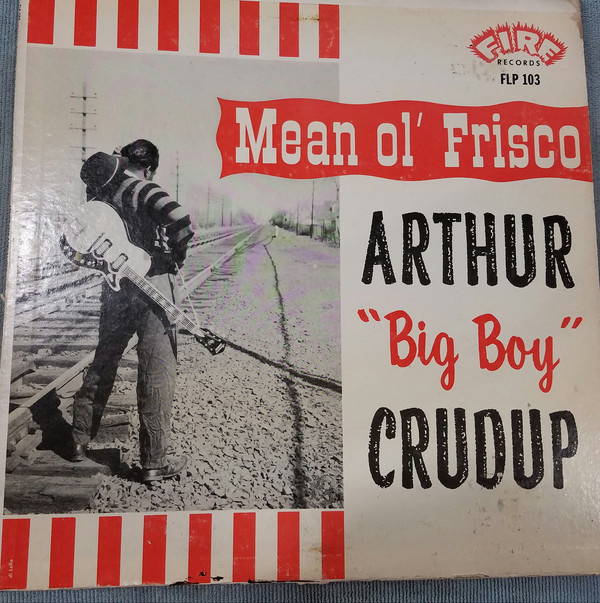 FIRE
RECORDS
FLP 103
Mean ol' Frisco
ARTHUR
"Big Boy"
CRUDUP